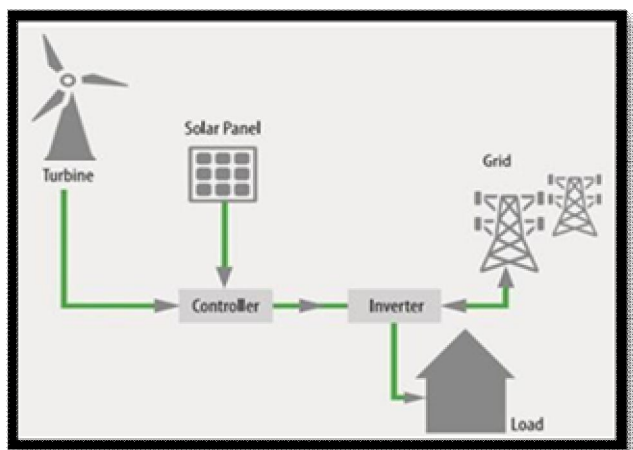 Turbine
Solar Panel
Grid
Controller
Inverter
Load